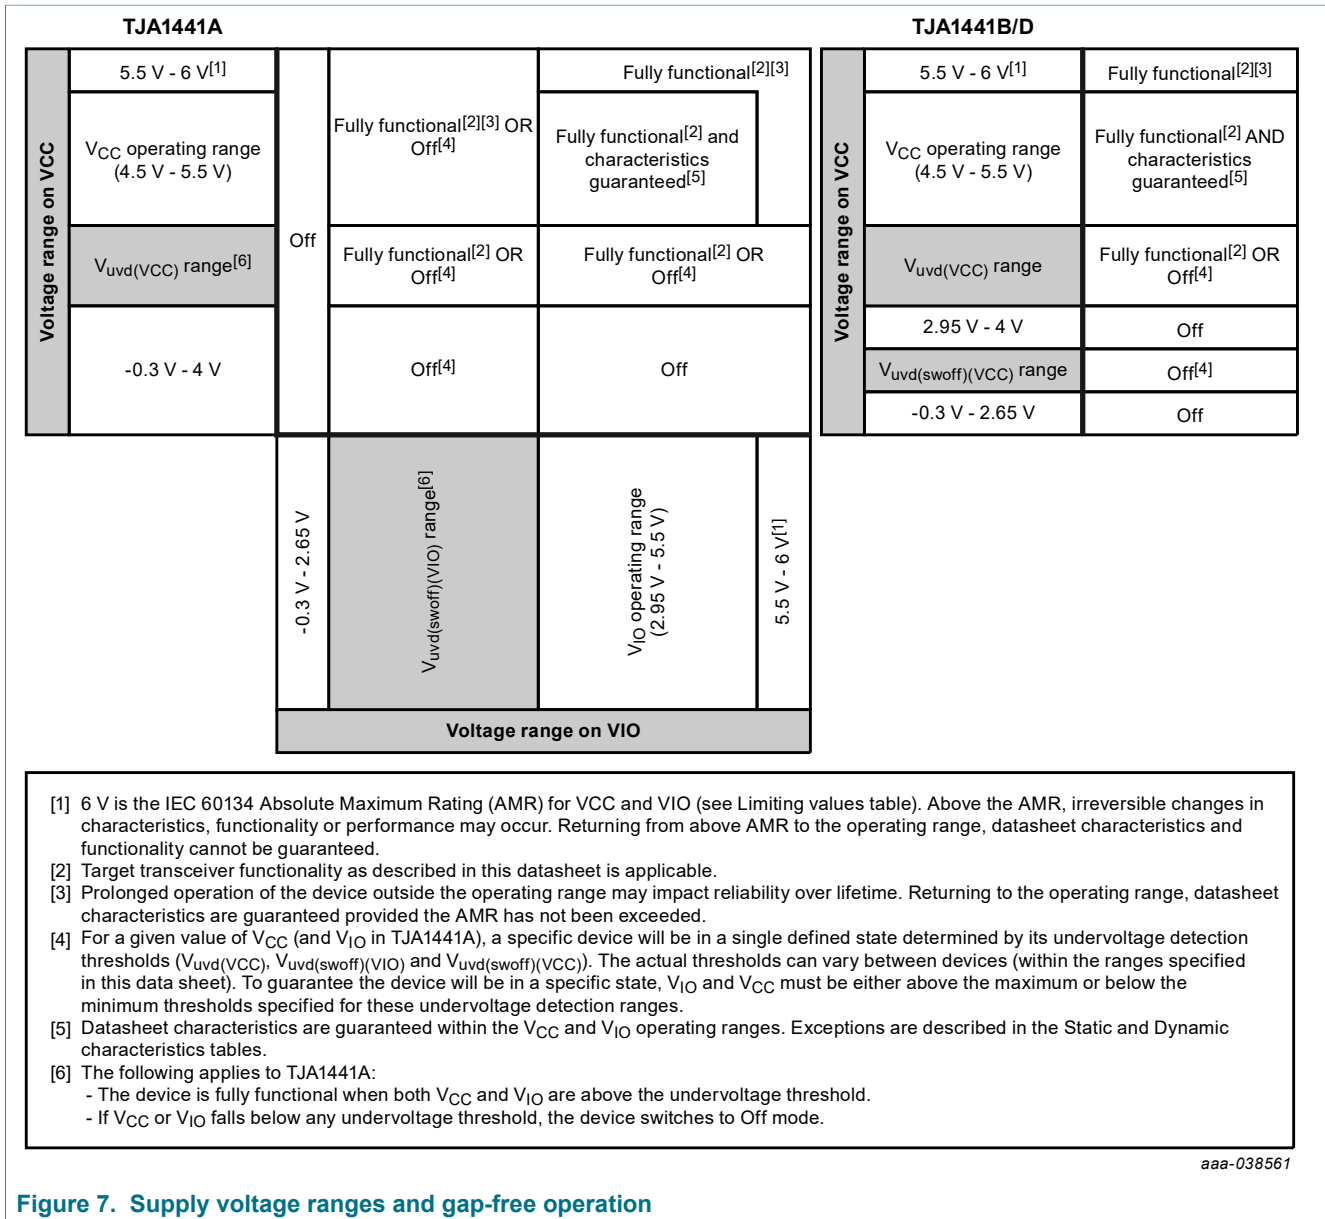 TJA1441A
TJA1441B/D
Voltage range on VCC
5.5 V - 6 V[1]
VCC operating range
(4.5 V - 5.5 V)
Vuvd(VCC) range[6]
-0.3 V - 4 V
Off
Fully functional[2][3] OR
Off[4]
Fully functional[2] OR
Off[4]
Off[4]
Fully functional[2][3]
Fully functional[2] and
characteristics
guaranteed[5]
Fully functional[2] OR
Off[4]
Off
-0.3 V - 2.65 V
Vuvd(swoff)(VIO) range[6]
VIO operating range
(2.95 V - 5.5 V)
5.5 V - 6 V[1]
Voltage range on VIO
Voltage range on VCC
5.5 V - 6 V[1]
Fully functional[2][3]
VCC operating range
(4.5 V - 5.5 V)
Fully functional[2] AND
characteristics
guaranteed[5]
Vuvd(VCC) range
Fully functional[2] OR
Off[4]
2.95 V - 4 V
Off
Vuvd(swoff)(VCC) range
Off[4]
-0.3 V - 2.65 V
Off
[1] 6 V is the IEC 60134 Absolute Maximum Rating (AMR) for VCC and VIO (see Limiting values table). Above the AMR, irreversible changes in
characteristics, functionality or performance may occur. Returning from above AMR to the operating range, datasheet characteristics and
functionality cannot be guaranteed.
[2] Target transceiver functionality as described in this datasheet is applicable.
[3] Prolonged operation of the device outside the operating range may impact reliability over lifetime. Returning to the operating range, datasheet
characteristics are guaranteed provided the AMR has not been exceeded.
[4] For a given value of VCC (and VIO in TJA1441A), a specific device will be in a single defined state determined by its undervoltage detection
thresholds (Vuvd(VCC), Vuvd(swoff)(VIO) and Vuvd(swoff)(VCC)). The actual thresholds can vary between devices (within the ranges specified
in this data sheet). To guarantee the device will be in a specific state, VIO and VCC must be either above the maximum or below the
minimum thresholds specified for these undervoltage detection ranges.
[5] Datasheet characteristics are guaranteed within the VCC and VIO operating ranges. Exceptions are described in the Static and Dynamic
characteristics tables.
[6] The following applies to TJA1441A:
- The device is fully functional when both VCC and VIO are above the undervoltage threshold.
- If VCC or VIO falls below any undervoltage threshold, the device switches to Off mode.
aaa-038561
Figure 7. Supply voltage ranges and gap-free operation